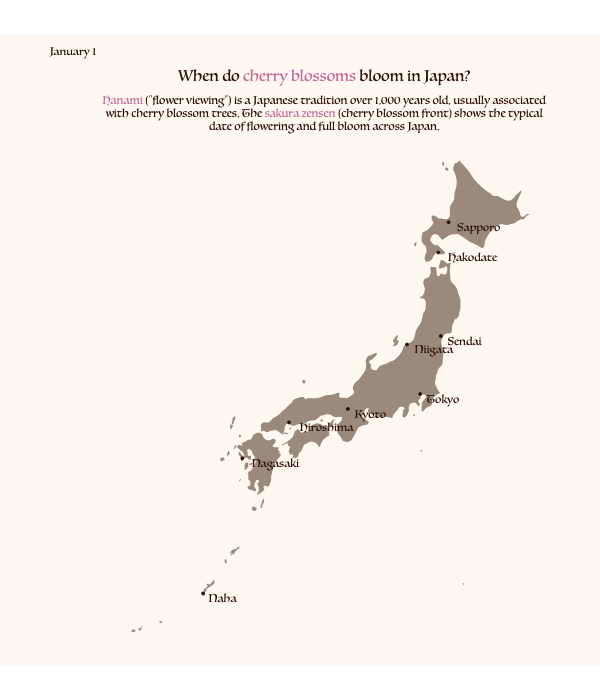 January 1
When do cherry blossoms bloom in Japan?
Hanami ("flower viewing") is a Japanese tradition over 1,000 years old, usually associated
with cherry blossom trees. The sakura zensen (cherry blossom front) shows the typical
date of flowering and full bloom across Japan.
Sapporo
Hakodate
Sendai
Niigata
Tokyo
Kyoto
Hiroshima
Nagasaki
Naha